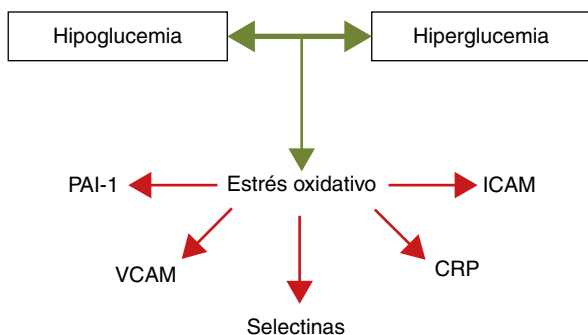 Hipoglucemia
Hiperglucemia
PAI-1
Estrés oxidativo
ICAM
VCAM
CRP
Selectinas